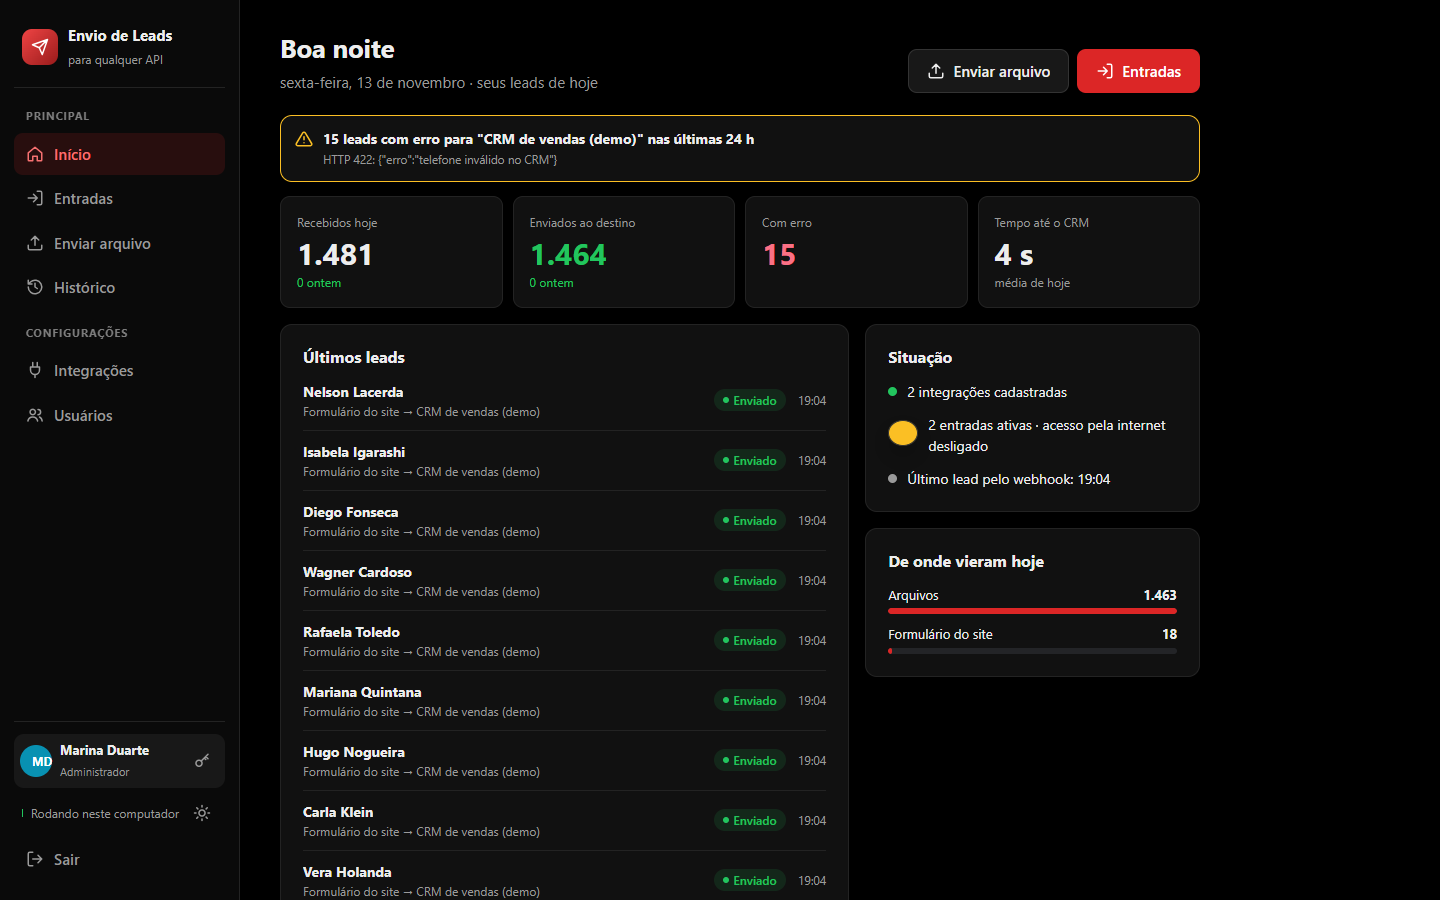 Envio de Leads
para qualquer API
PRINCIPAL
Início
Entradas
Enviar arquivo
Histórico
CONFIGURAÇÕES
Integrações
Usuários
MD
Marina Duarte
Administrador
Rodando neste computador
Sair
Boa noite
sexta-feira, 13 de novembro · seus leads de hoje
Enviar arquivo
Entradas
15 leads com erro para "CRM de vendas (demo)" nas últimas 24 h
HTTP 422: {"erro":"telefone inválido no CRM"}
Recebidos hoje
1.481
0 ontem
Enviados ao destino
1.464
0 ontem
Com erro
15
Tempo até o CRM
4 s
média de hoje
Últimos leads
Nelson Lacerda
Formulário do site → CRM de vendas (demo)
Enviado 19:04
Isabela Igarashi
Formulário do site → CRM de vendas (demo)
Enviado 19:04
Diego Fonseca
Formulário do site → CRM de vendas (demo)
Enviado 19:04
Wagner Cardoso
Formulário do site → CRM de vendas (demo)
Enviado 19:04
Rafaela Toledo
Formulário do site → CRM de vendas (demo)
Enviado 19:04
Mariana Quintana
Formulário do site → CRM de vendas (demo)
Enviado 19:04
Hugo Nogueira
Formulário do site → CRM de vendas (demo)
Enviado 19:04
Carla Klein
Formulário do site → CRM de vendas (demo)
Enviado 19:04
Vera Holanda
Formulário do site → CRM de vendas (demo)
Enviado 19:04
Situação
2 integrações cadastradas
2 entradas ativas · acesso pela internet
desligado
Último lead pelo webhook: 19:04
De onde vieram hoje
Arquivos 1.463
Formulário do site 18